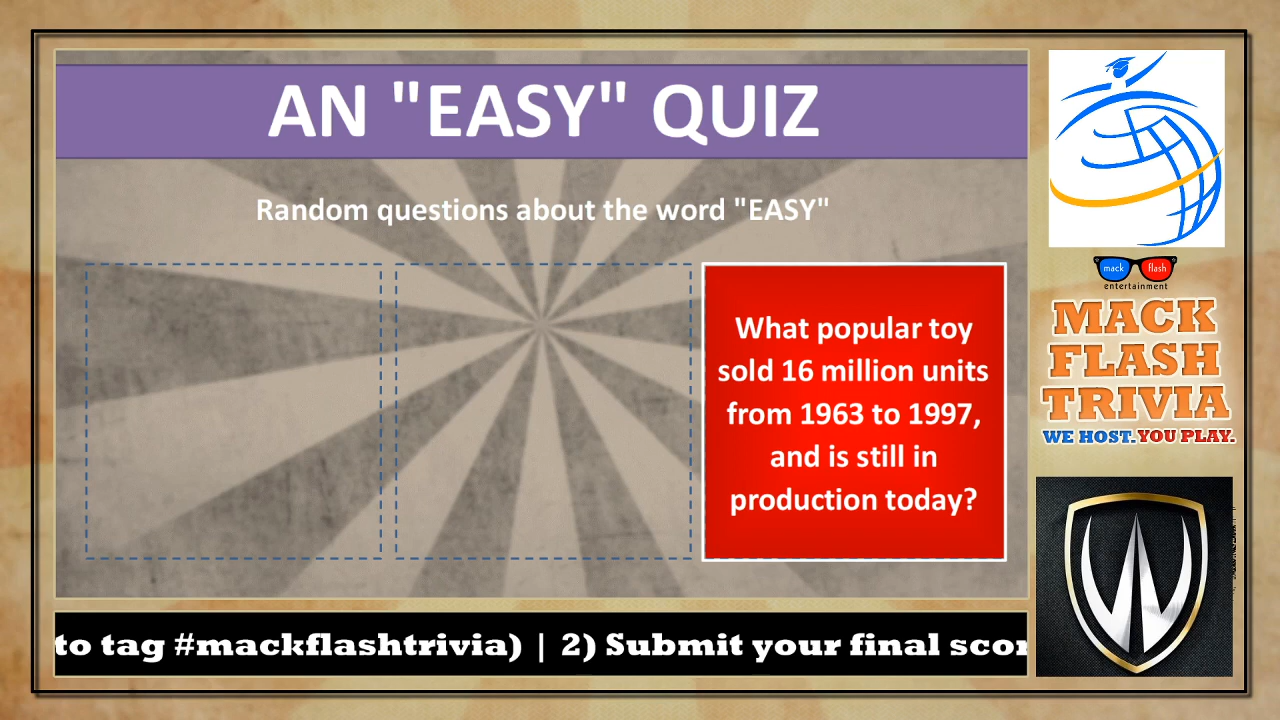 AN "EASY" QUIZ
Random questions about the word "EASY"
What popular toy
sold 16 million units
from 1963 to 1997,
and is still in
production today?
mack flash
entertainment
MACK
FLASH
TRIVIA
WE HOST. YOU PLAY.
to tag #mackflashtrivia) | 2) Submit your final scor